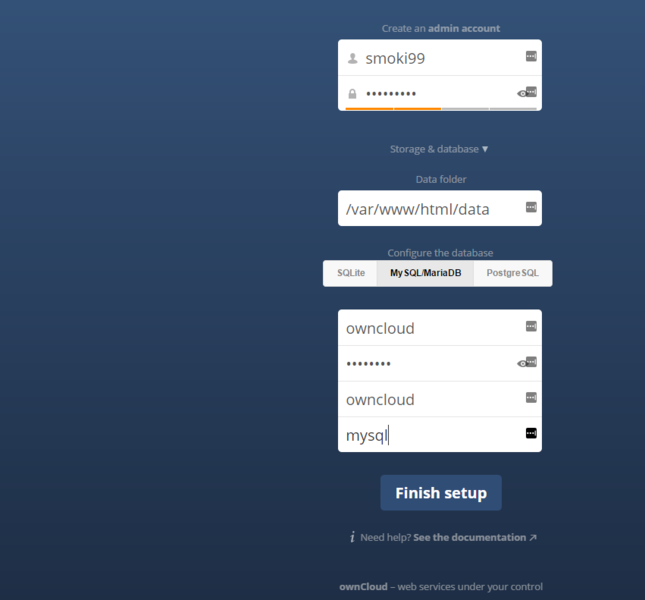 Create an admin account
smoki99
•••••••••
Storage & database ▼
Data folder
/var/www/html/data
Configure the database
SQLite MySQL/MariaDB PostgreSQL
owncloud
••••••••
owncloud
mysql
Finish setup
i Need help? See the documentation ↗
ownCloud – web services under your control